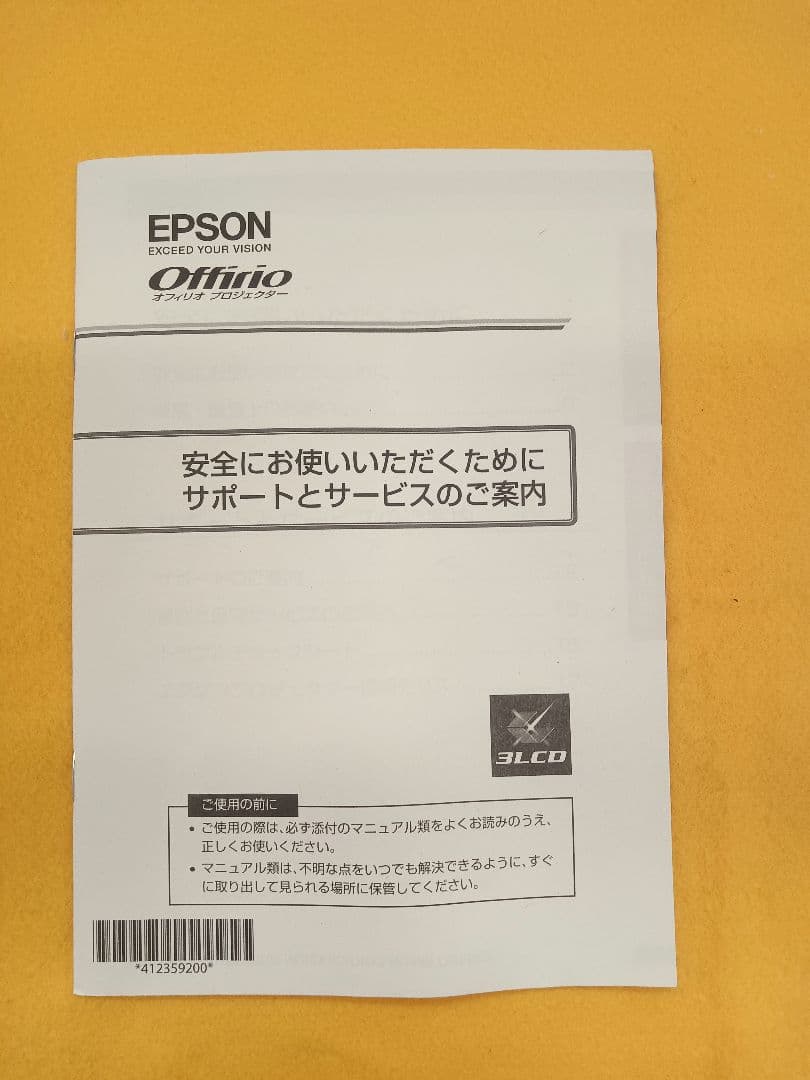 EPSON
EXCEED YOUR VISION
Offirio
オフィリオ プロジェクター
安全にお使いいただくために
サポートとサービスのご案内
3LCD
ご使用の前に
• ご使用の際は、必ず添付のマニュアル類をよくお読みのうえ、
正しくお使いください。
• マニュアル類は、不明な点をいつでも解決できるように、すぐ
に取り出して見られる場所に保管してください。
*412359200*